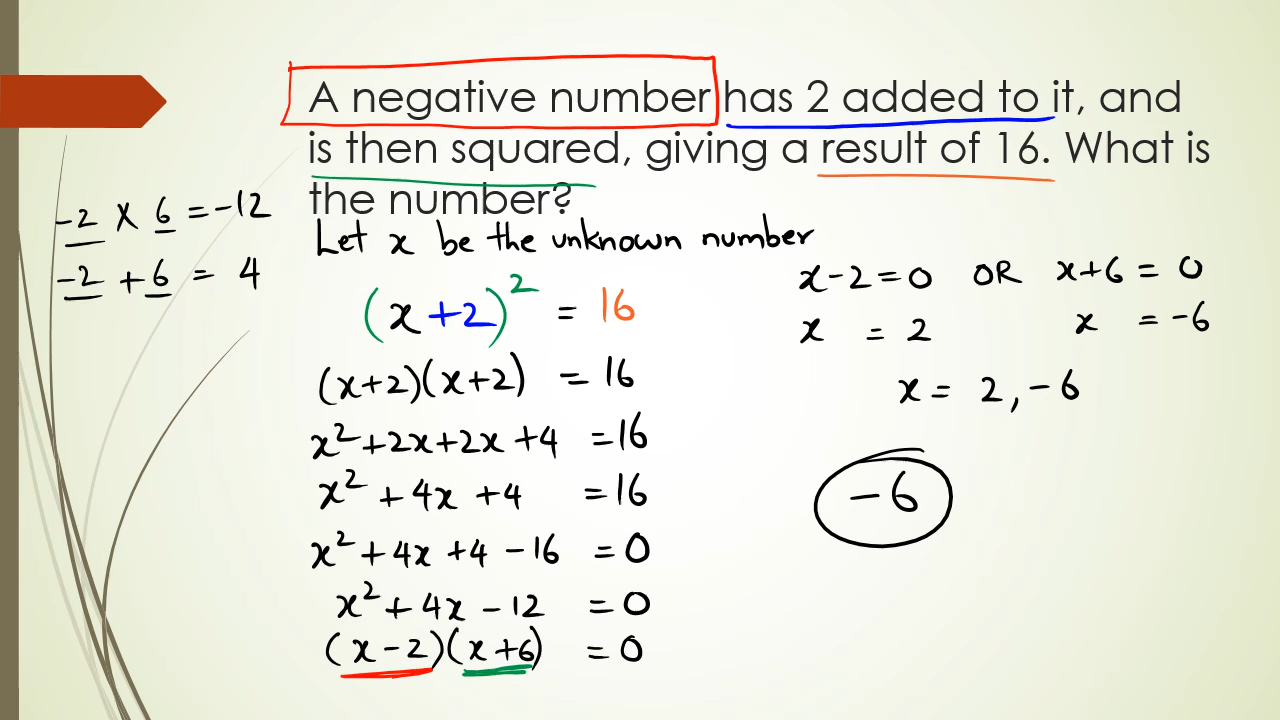 A negative number has 2 added to it, and
is then squared, giving a result of 16. What is
the number?
-2 X 6 = -12
-2 + 6 = 4
Let x be the unknown number
(x + 2)² = 16
(x+2)(x+2) = 16
x² + 2x + 2x + 4 = 16
x² + 4x + 4 = 16
x² + 4x + 4 - 16 = 0
x² + 4x - 12 = 0
(x - 2)(x + 6) = 0
x - 2 = 0 OR x + 6 = 0
x = 2 x = -6
x = 2, -6
-6